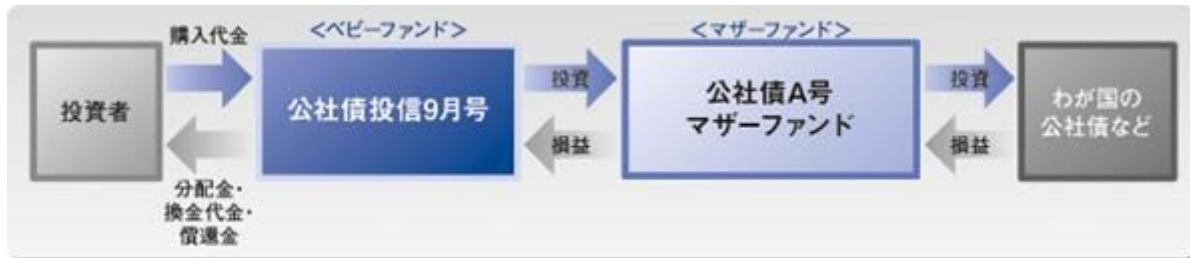 投資者
購入代金
分配金・
換金代金・
償還金
＜ベビーファンド＞
公社債投信9月号
投資
損益
＜マザーファンド＞
公社債A号
マザーファンド
投資
損益
わが国の
公社債など